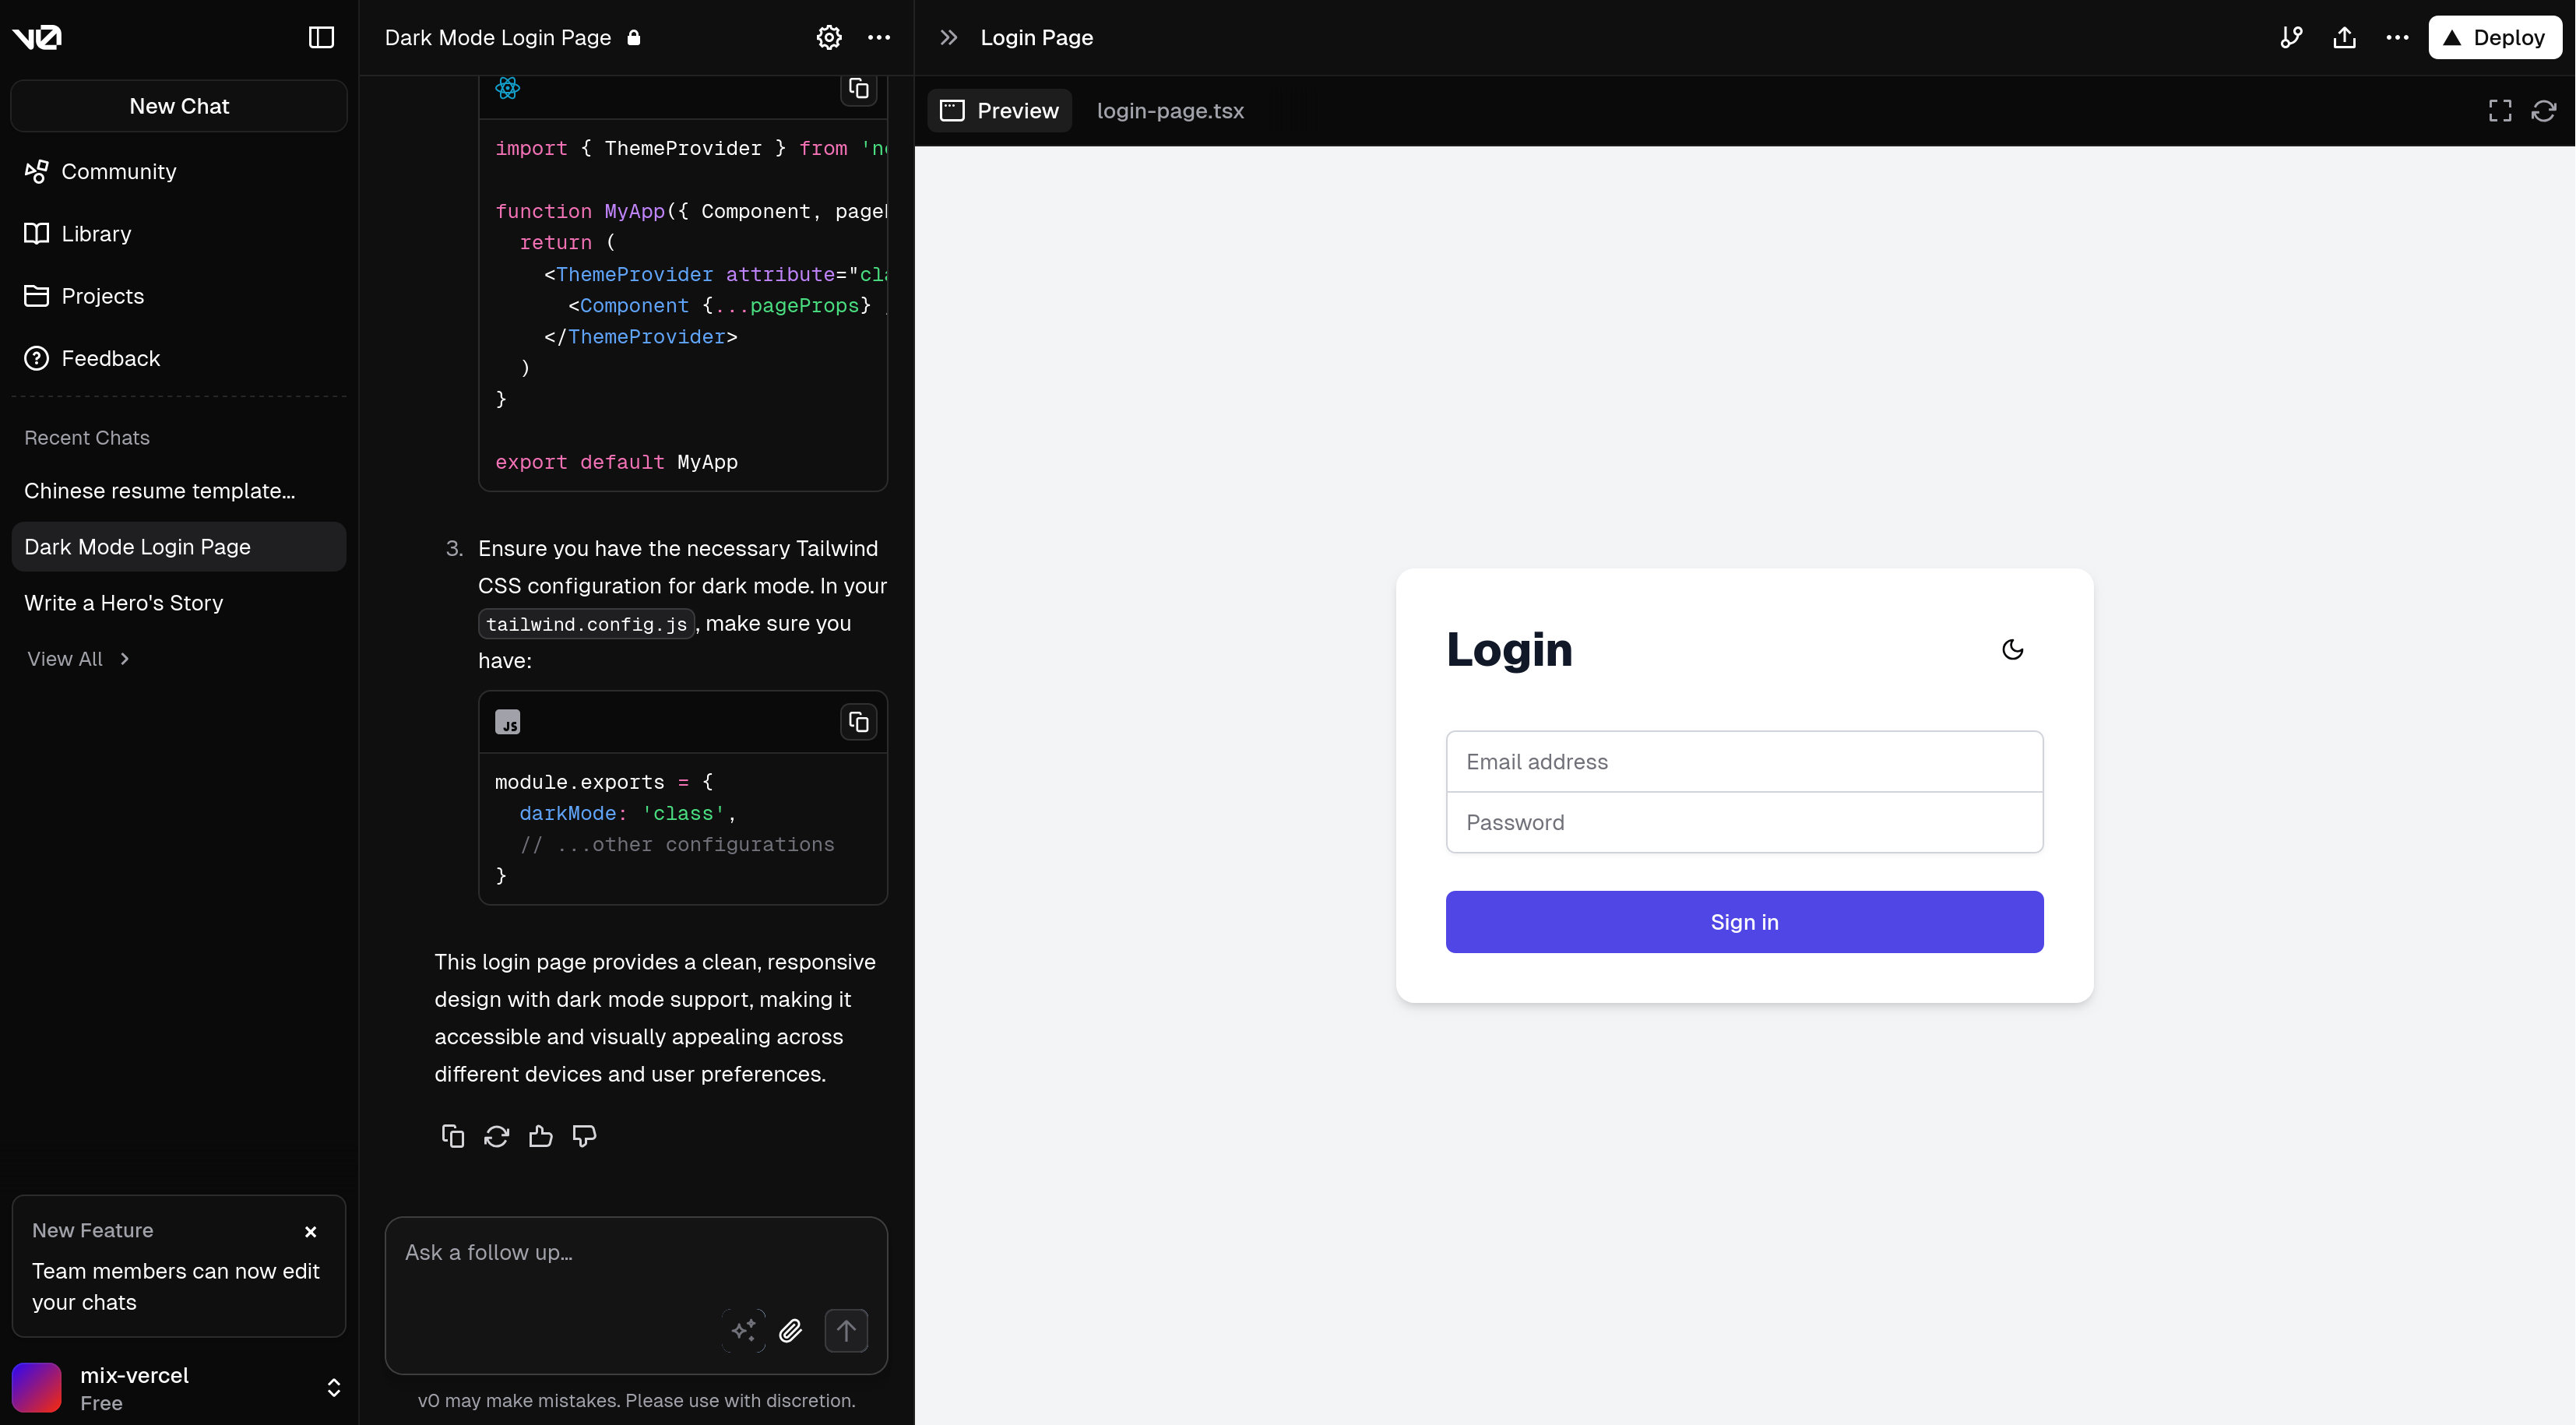 v0
New Chat
Community
Library
Projects
Feedback
Recent Chats
Chinese resume template...
Dark Mode Login Page
Write a Hero's Story
View All
New Feature
Team members can now edit
your chats
mix-vercel
Free
Dark Mode Login Page
import { ThemeProvider } from 'ne
function MyApp({ Component, page
return (
<ThemeProvider attribute="cla
<Component {...pageProps}
</ThemeProvider>
)
}
export default MyApp
3. Ensure you have the necessary Tailwind
CSS configuration for dark mode. In your
tailwind.config.js, make sure you
have:
JS
module.exports = {
darkMode: 'class',
// ...other configurations
}
This login page provides a clean, responsive
design with dark mode support, making it
accessible and visually appealing across
different devices and user preferences.
Ask a follow up...
v0 may make mistakes. Please use with discretion.
Login Page
Deploy
Preview
login-page.tsx
Login
Email address
Password
Sign in